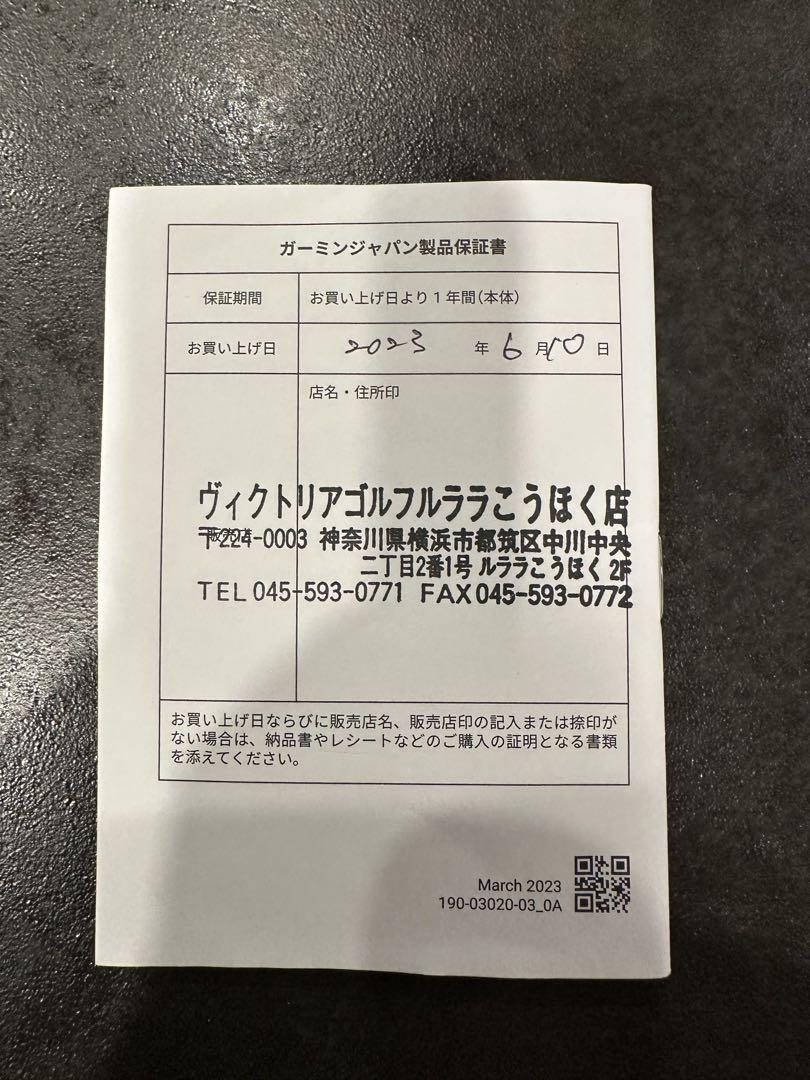 ガーミンジャパン製品保証書
保証期間 お買い上げ日より1年間(本体)
お買い上げ日 2023 年 6 月 10 日
店名・住所印
販売店
ヴィクトリアゴルフルララこうほく店
〒224-0003 神奈川県横浜市都筑区中川中央
二丁目2番1号 ルララこうほく 2F
TEL 045-593-0771 FAX 045-593-0772
お買い上げ日ならびに販売店名、販売店印の記入または捺印が
ない場合は、納品書やレシートなどのご購入の証明となる書類
を添えてください。
March 2023
190-03020-03_0A